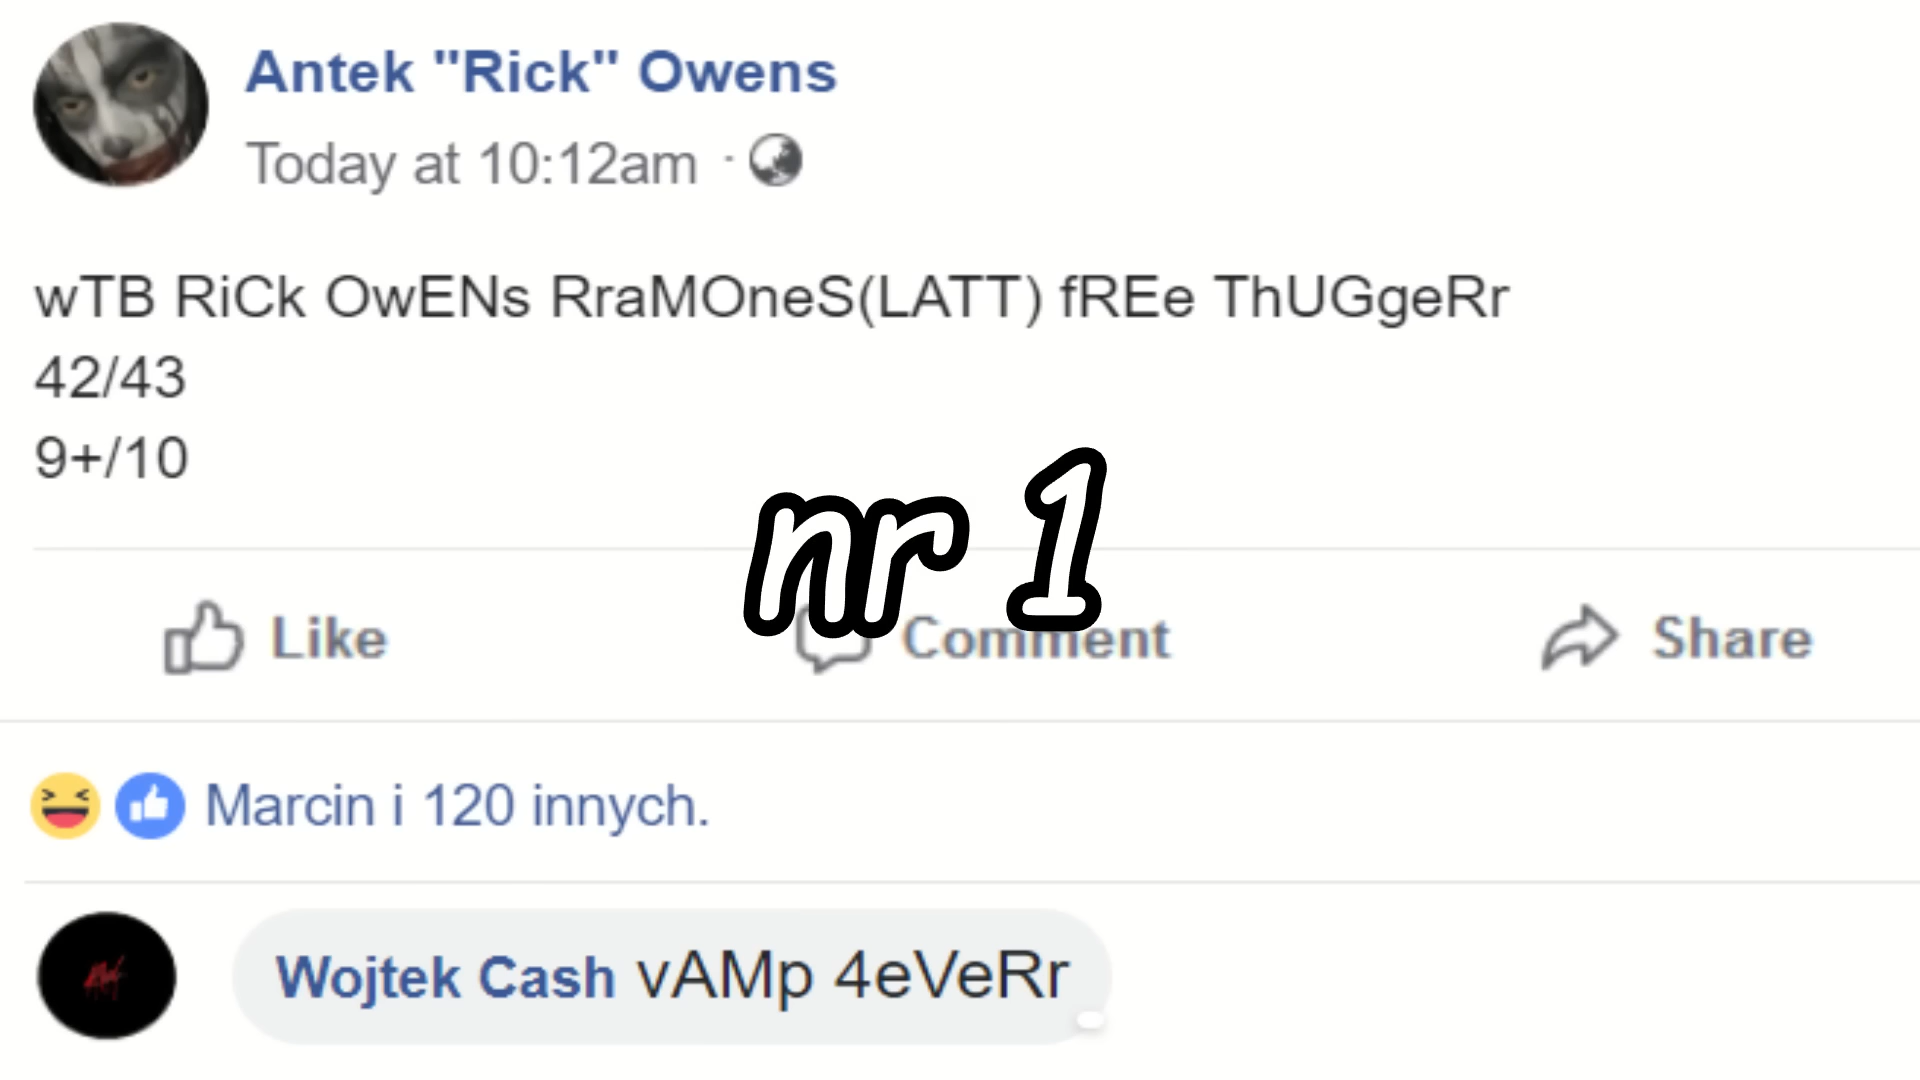 Antek "Rick" Owens
Today at 10:12am ·
wTB RiCk OwENs RraMOneS(LATT) fREe ThUGgeRr
42/43
9+/10
nr 1
Like
Comment
Share
Marcin i 120 innych.
Wojtek Cash vAMp 4eVeRr